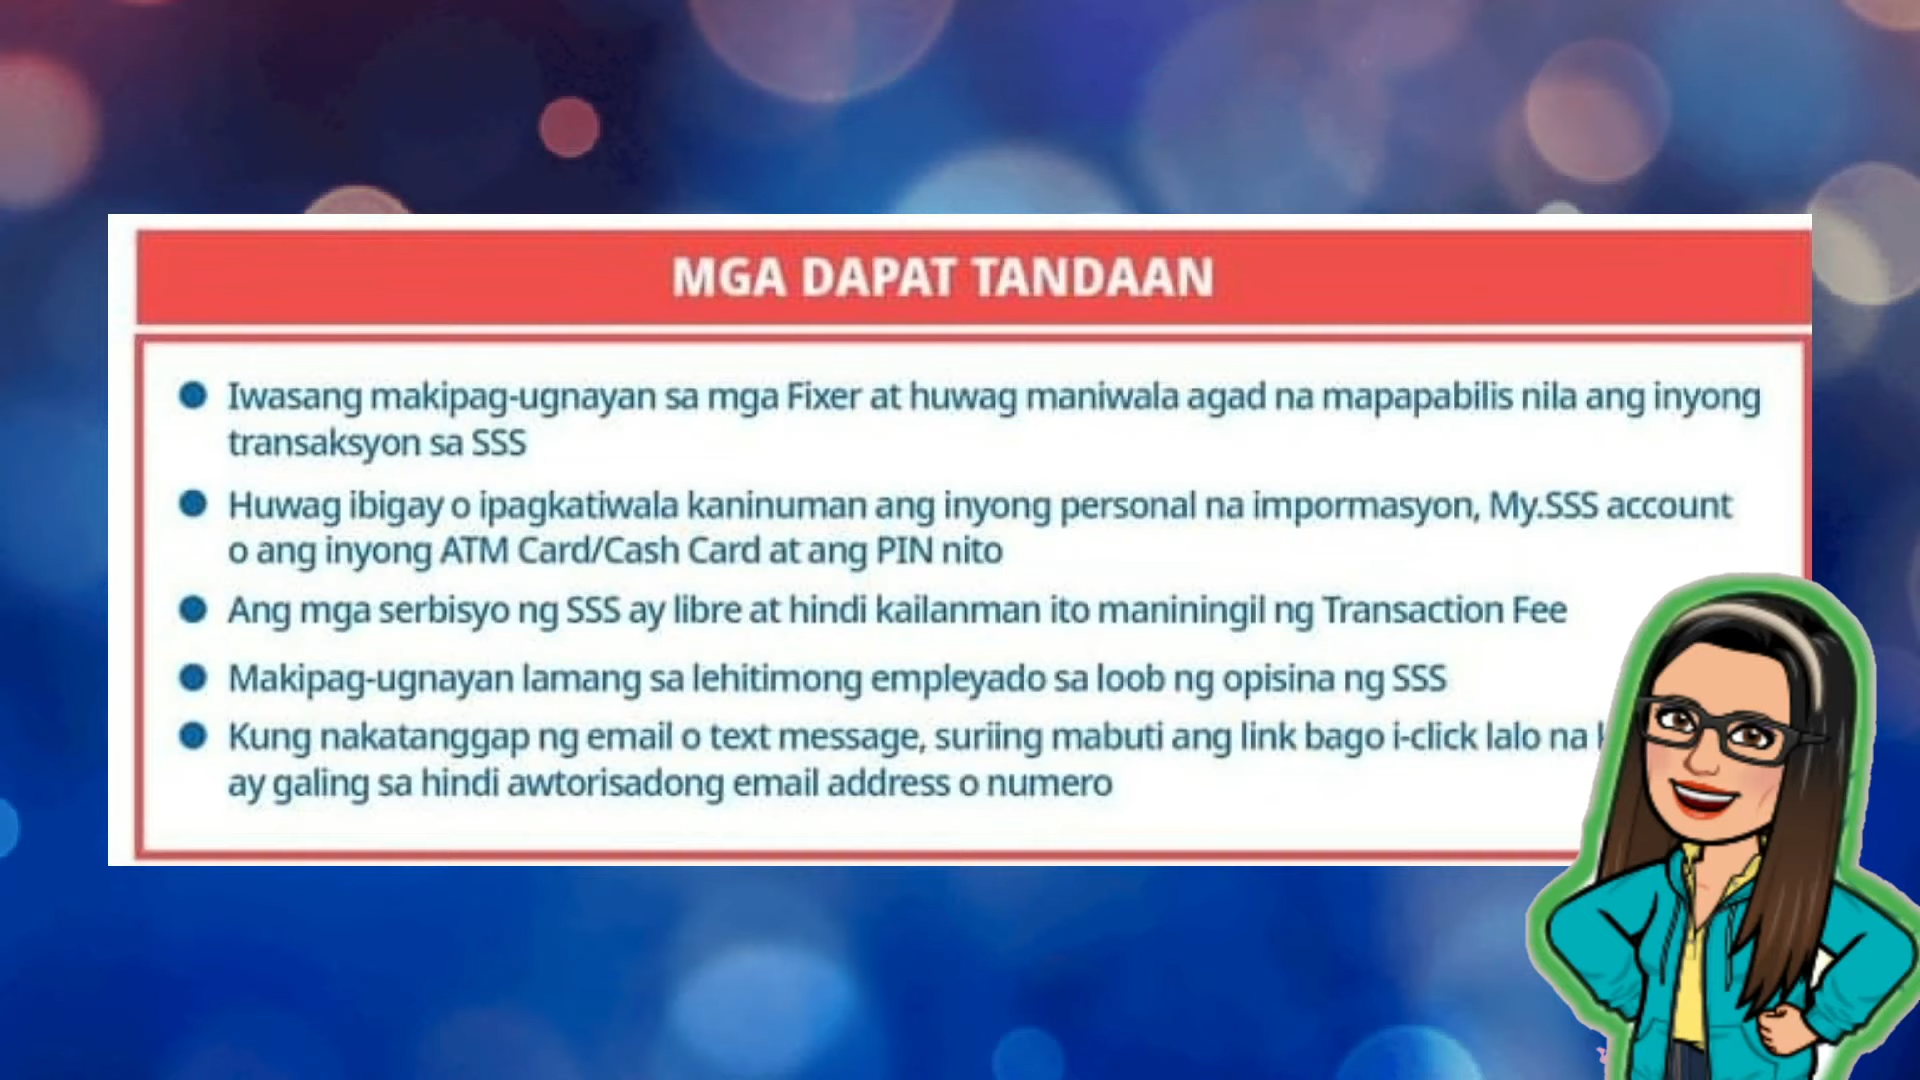 MGA DAPAT TANDAAN
● Iwasang makipag-ugnayan sa mga Fixer at huwag maniwala agad na mapapabilis nila ang inyong
transaksyon sa SSS
● Huwag ibigay o ipagkatiwala kaninuman ang inyong personal na impormasyon, My.SSS account
o ang inyong ATM Card/Cash Card at ang PIN nito
● Ang mga serbisyo ng SSS ay libre at hindi kailanman ito maniningil ng Transaction Fee
● Makipag-ugnayan lamang sa lehitimong empleyado sa loob ng opisina ng SSS
● Kung nakatanggap ng email o text message, suriing mabuti ang link bago i-click lalo na
ay galing sa hindi awtorisadong email address o numero